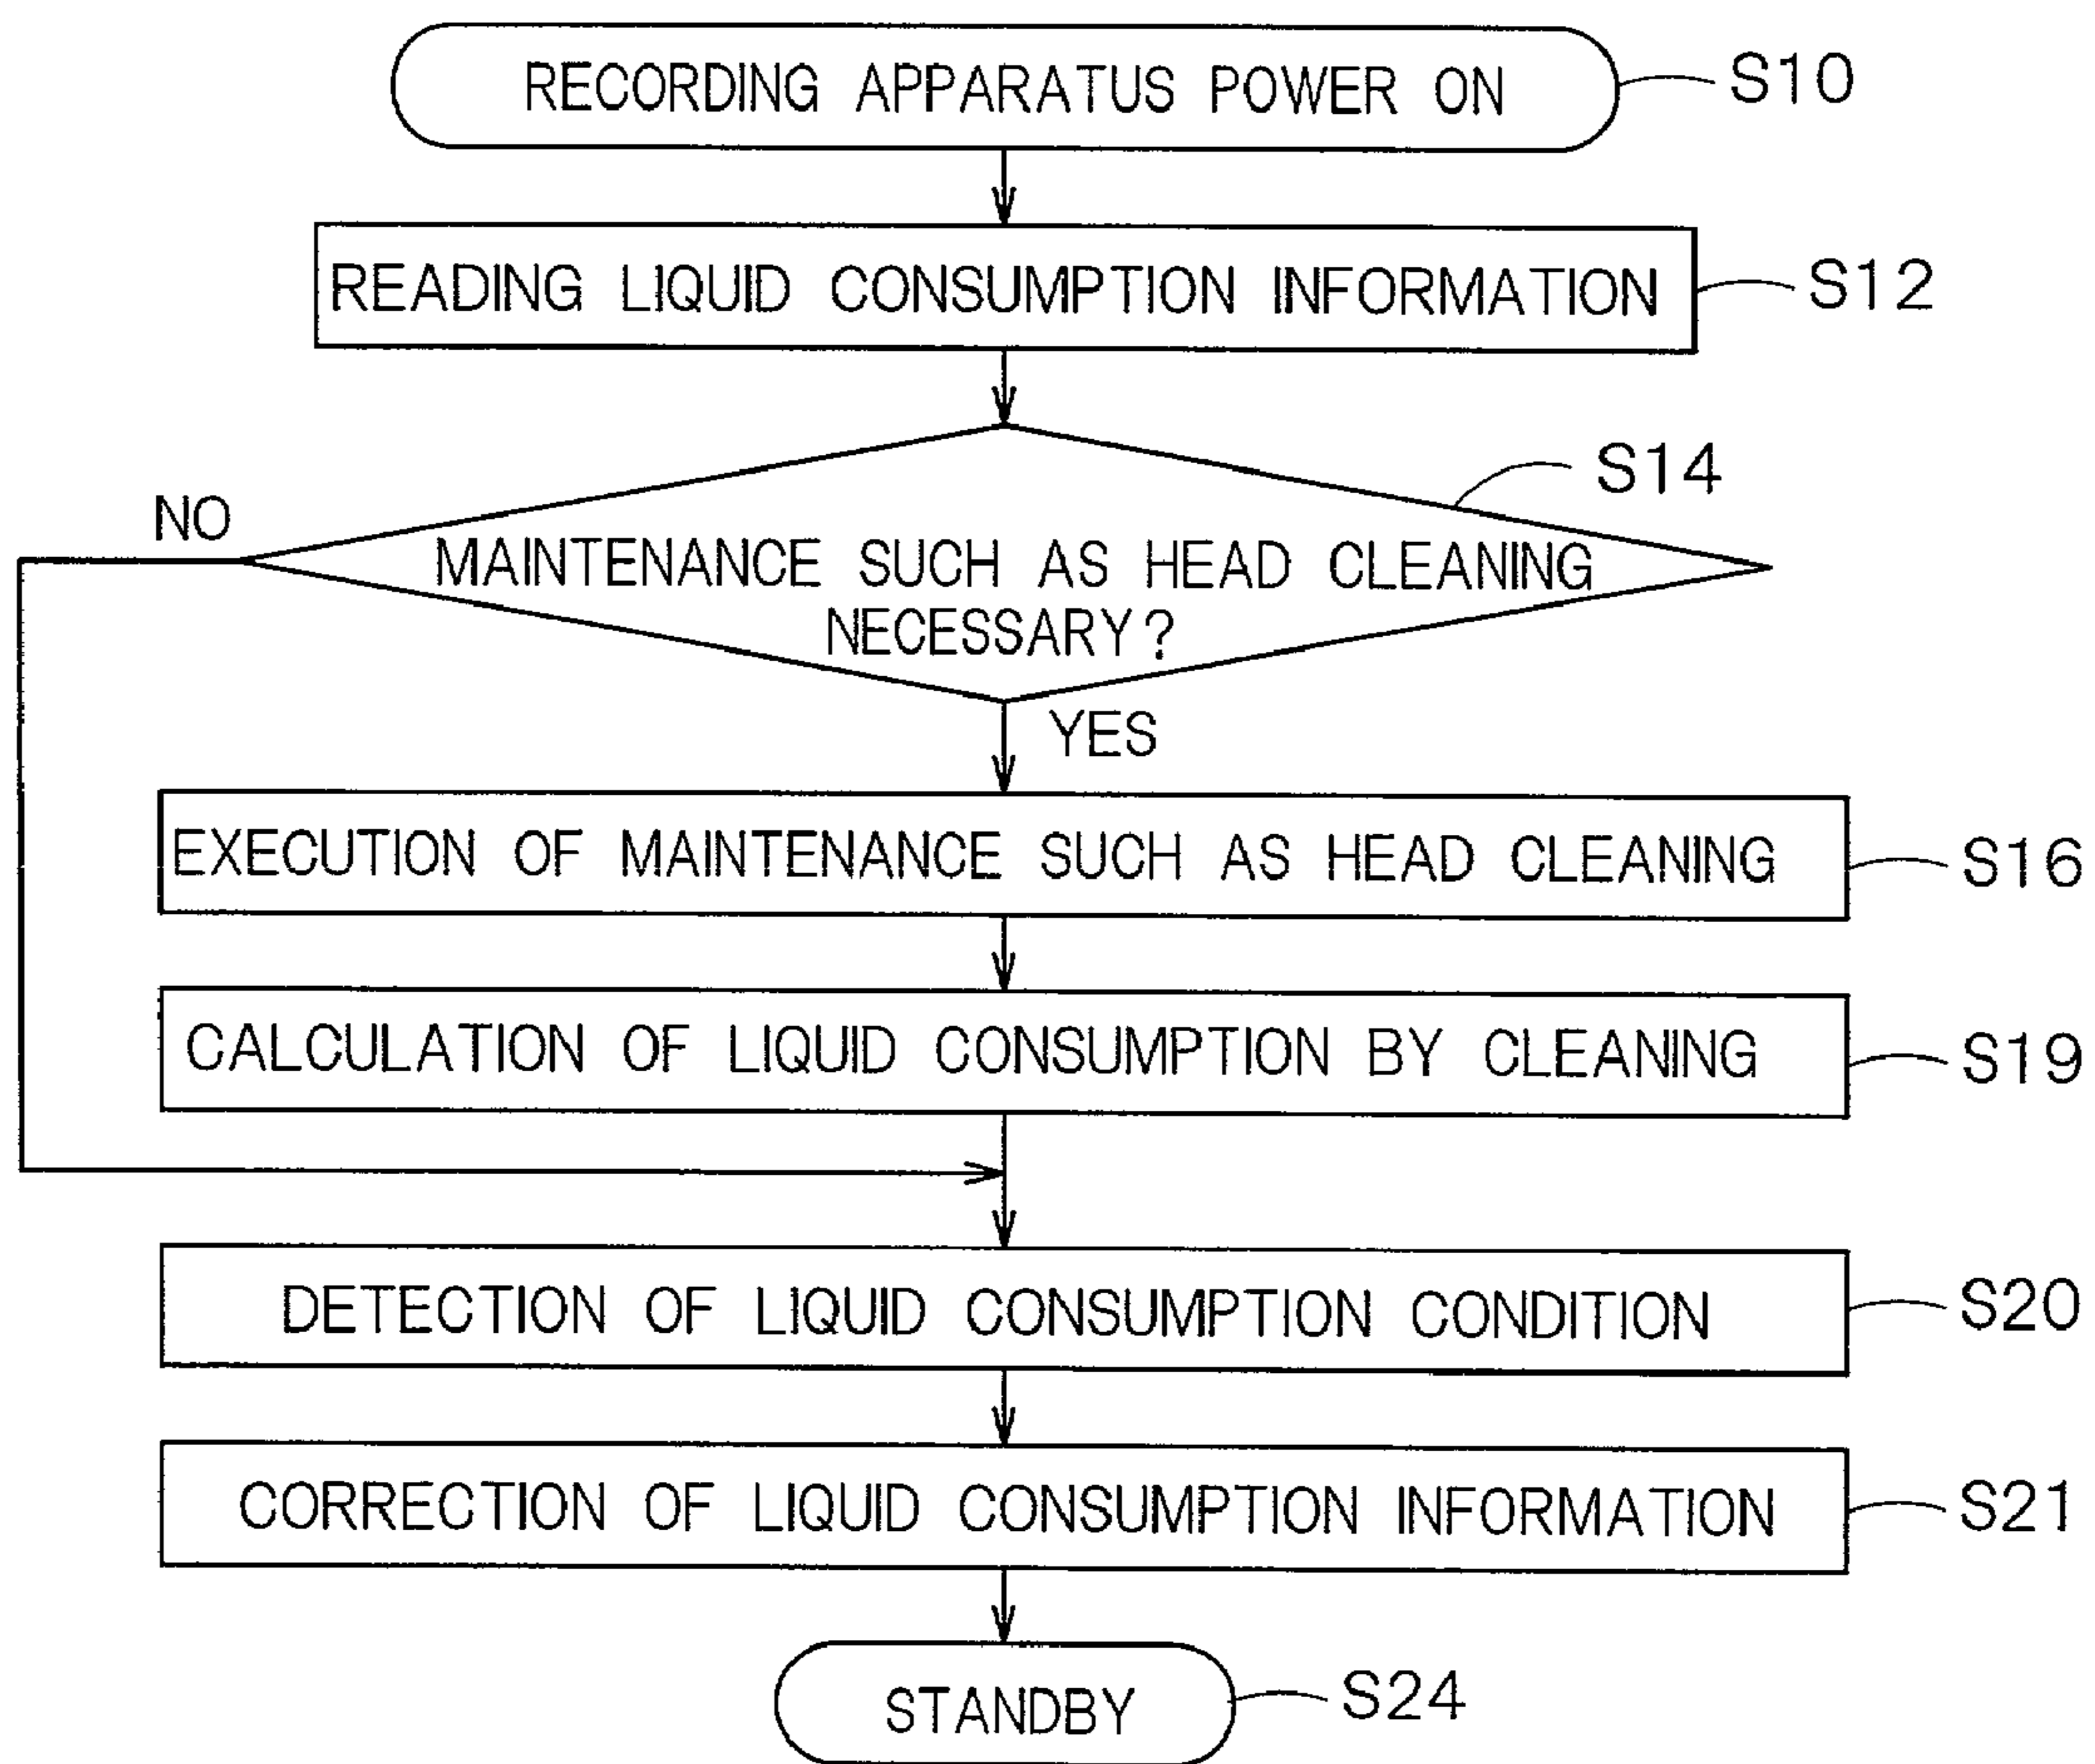 RECORDING APPARATUS POWER ON
S10
READING LIQUID CONSUMPTION INFORMATION
S12
S14
NO
MAINTENANCE SUCH AS HEAD CLEANING
NECESSARY?
YES
EXECUTION OF MAINTENANCE SUCH AS HEAD CLEANING
S16
CALCULATION OF LIQUID CONSUMPTION BY CLEANING
S19
DETECTION OF LIQUID CONSUMPTION CONDITION
S20
CORRECTION OF LIQUID CONSUMPTION INFORMATION
S21
STANDBY
S24